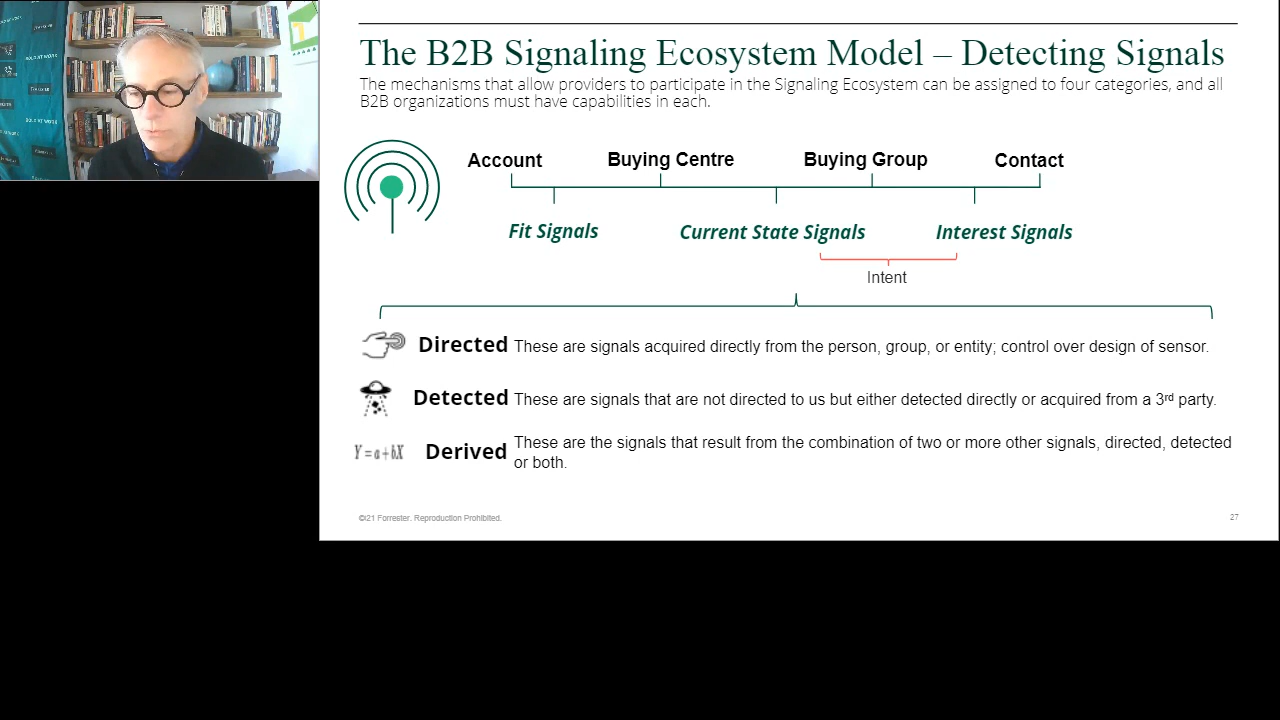 The B2B Signaling Ecosystem Model – Detecting Signals
The mechanisms that allow providers to participate in the Signaling Ecosystem can be assigned to four categories, and all
B2B organizations must have capabilities in each.
Account Buying Centre Buying Group Contact
Fit Signals Current State Signals Interest Signals
Intent
Directed These are signals acquired directly from the person, group, or entity; control over design of sensor.
Detected These are signals that are not directed to us but either detected directly or acquired from a 3rd party.
Y=a+bX Derived These are the signals that result from the combination of two or more other signals, directed, detected
or both.
©21 Forrester. Reproduction Prohibited. 27